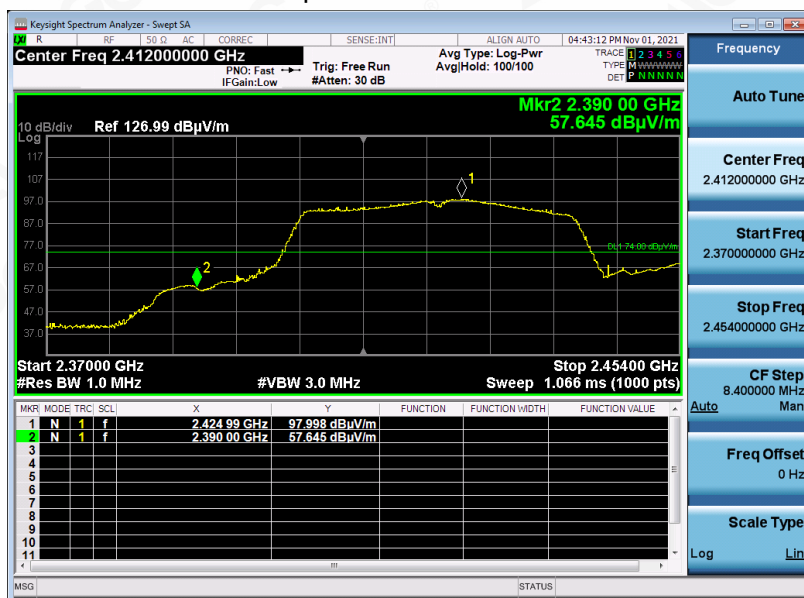 Keysight Spectrum Analyzer - Swept SA
LXI R RF 50 Ω AC CORREC SENSE:INT ALIGN AUTO 04:43:12 PM Nov 01, 2021
Center Freq 2.412000000 GHz
PNO: Fast
IFGain:Low
Trig: Free Run
#Atten: 30 dB
Avg Type: Log-Pwr
Avg|Hold: 100/100
TRACE 1 2 3 4 5 6
TYPE M WWWWW
DET P N N N N N
Mkr2 2.390 00 GHz
57.645 dBµV/m
10 dB/div Ref 126.99 dBµV/m
Log
117
107
97.0
87.0
77.0
67.0
57.0
47.0
37.0
1
2
DL1 74.00 dBµV/m
Start 2.37000 GHz Stop 2.45400 GHz
#Res BW 1.0 MHz #VBW 3.0 MHz Sweep 1.066 ms (1000 pts)
MKR MODE TRC SCL X Y FUNCTION FUNCTION WIDTH FUNCTION VALUE
1 N 1 f 2.424 99 GHz 97.998 dBµV/m
2 N 1 f 2.390 00 GHz 57.645 dBµV/m
3
4
5
6
7
8
9
10
11
MSG STATUS
Frequency
Auto Tune
Center Freq
2.412000000 GHz
Start Freq
2.370000000 GHz
Stop Freq
2.454000000 GHz
CF Step
8.400000 MHz
Auto Man
Freq Offset
0 Hz
Scale Type
Log Lin